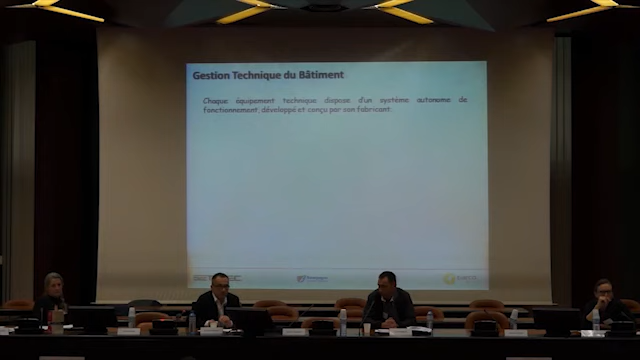 Gestion Technique du Bâtiment
Chaque équipement technique dispose d'un système autonome de
fonctionnement, développé et conçu par son fabricant.